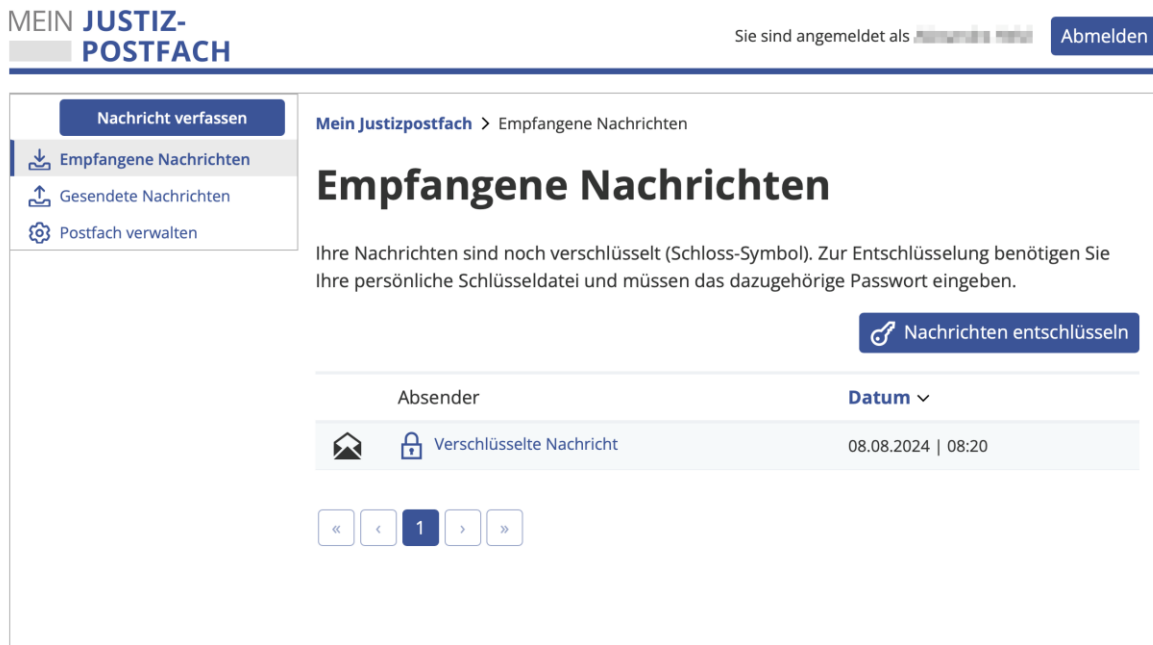 MEIN JUSTIZ-
POSTFACH
Sie sind angemeldet als
Abmelden
Nachricht verfassen
Empfangene Nachrichten
Gesendete Nachrichten
Postfach verwalten
Mein Justizpostfach > Empfangene Nachrichten
Empfangene Nachrichten
Ihre Nachrichten sind noch verschlüsselt (Schloss-Symbol). Zur Entschlüsselung benötigen Sie
Ihre persönliche Schlüsseldatei und müssen das dazugehörige Passwort eingeben.
Nachrichten entschlüsseln
Absender Datum
Verschlüsselte Nachricht 08.08.2024 | 08:20
« ‹ 1 › »